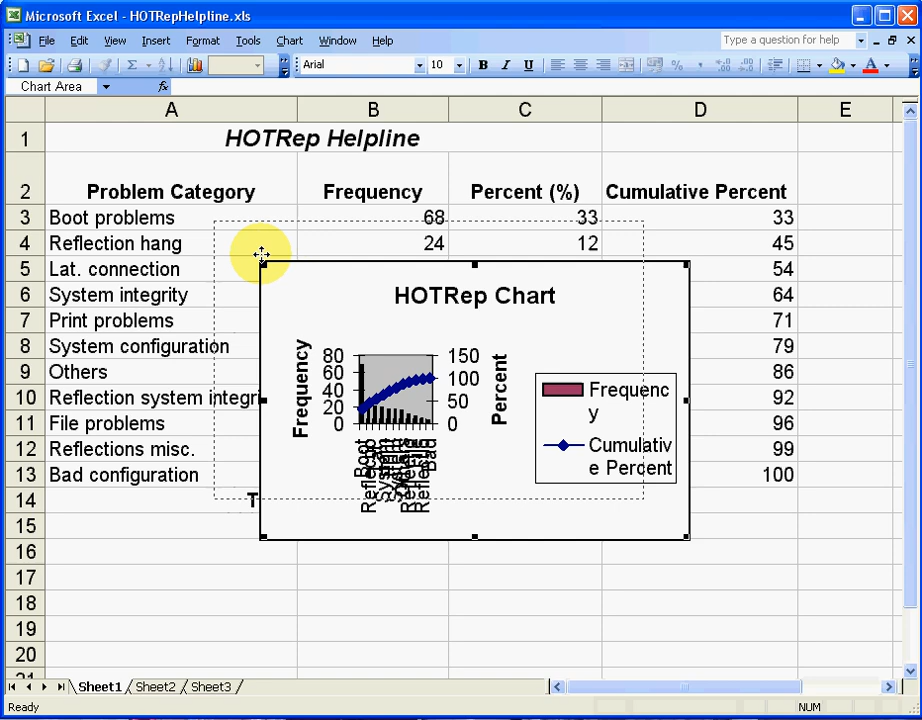 Microsoft Excel - HOTRepHelpline.xls
File Edit View Insert Format Tools Chart Window Help Type a question for help
Arial 10 B I U
Chart Area fx
A B C D E
1 HOTRep Helpline
2 Problem Category Frequency Percent (%) Cumulative Percent
3 Boot problems 68 33 33
4 Reflection hang 24 12 45
5 Lat. connection 54
6 System integrity 64
7 Print problems 71
8 System configuration 79
9 Others 86
10 Reflection system integri 92
11 File problems 96
12 Reflections misc. 99
13 Bad configuration 100
14 T
15
16
17
18
19
20
HOTRep Chart
Frequency
80
60
40
20
0
150
100
50
0
Percent
Boot
Bad
Frequenc
y
Cumulativ
e Percent
Sheet1 Sheet2 Sheet3
Ready NUM